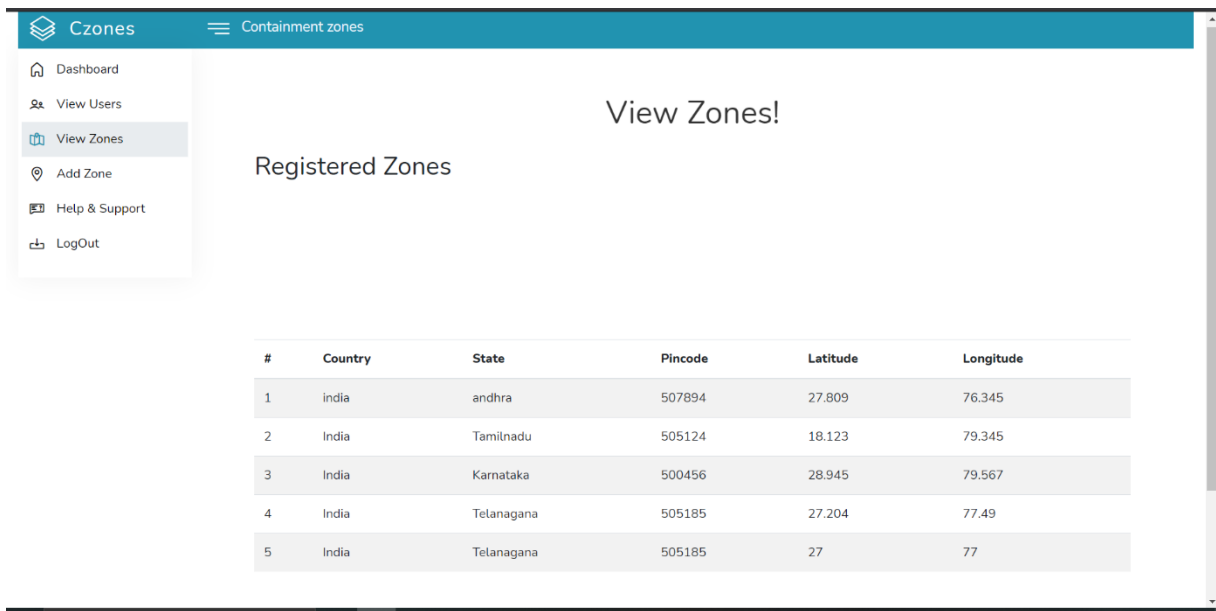 Czones
Containment zones
Dashboard
View Users
View Zones
Add Zone
Help & Support
LogOut
View Zones!
Registered Zones
# Country State Pincode Latitude Longitude
1 india andhra 507894 27.809 76.345
2 India Tamilnadu 505124 18.123 79.345
3 India Karnataka 500456 28.945 79.567
4 India Telanagana 505185 27.204 77.49
5 India Telanagana 505185 27 77